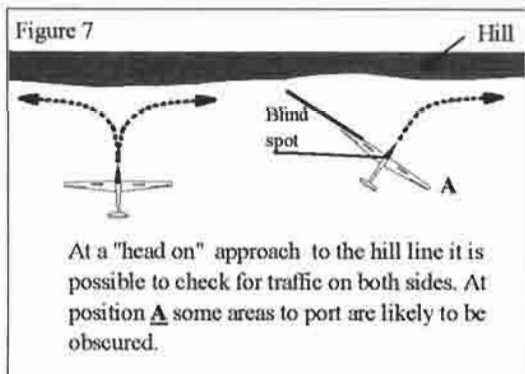 Figure 7
Hill
Blind
spot
A
At a "head on" approach to the hill line it is
possible to check for traffic on both sides. At
position A some areas to port are likely to be
obscured.